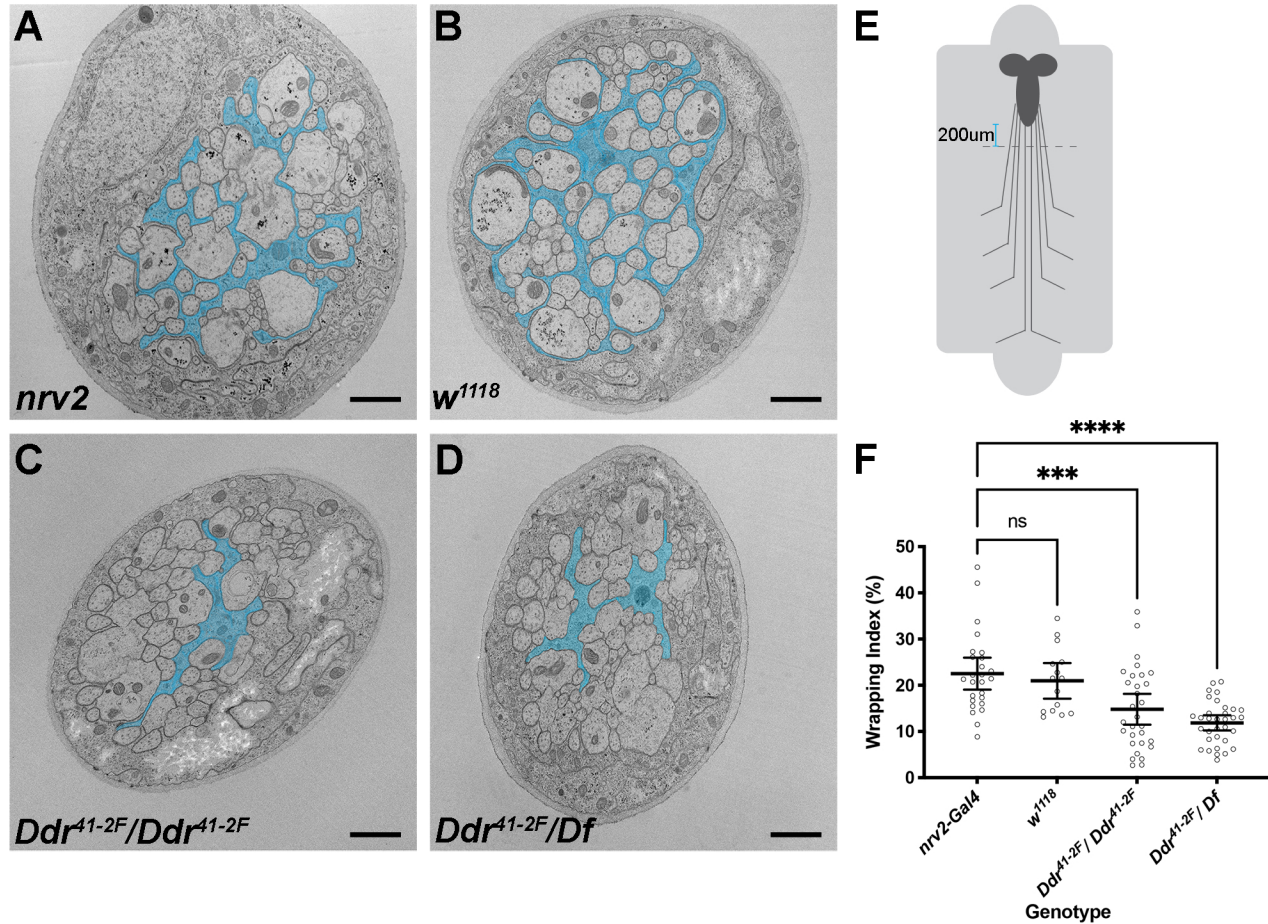 A
nrv2
B
w1118
C
Ddr41-2F/Ddr41-2F
D
Ddr41-2F/Df
E
200um
F
****
***
ns
50
40
30
20
10
0
Wrapping Index (%)
nrv2-Gal4
w1118
Ddr41-2F / Ddr41-2F
Ddr41-2F / Df
Genotype